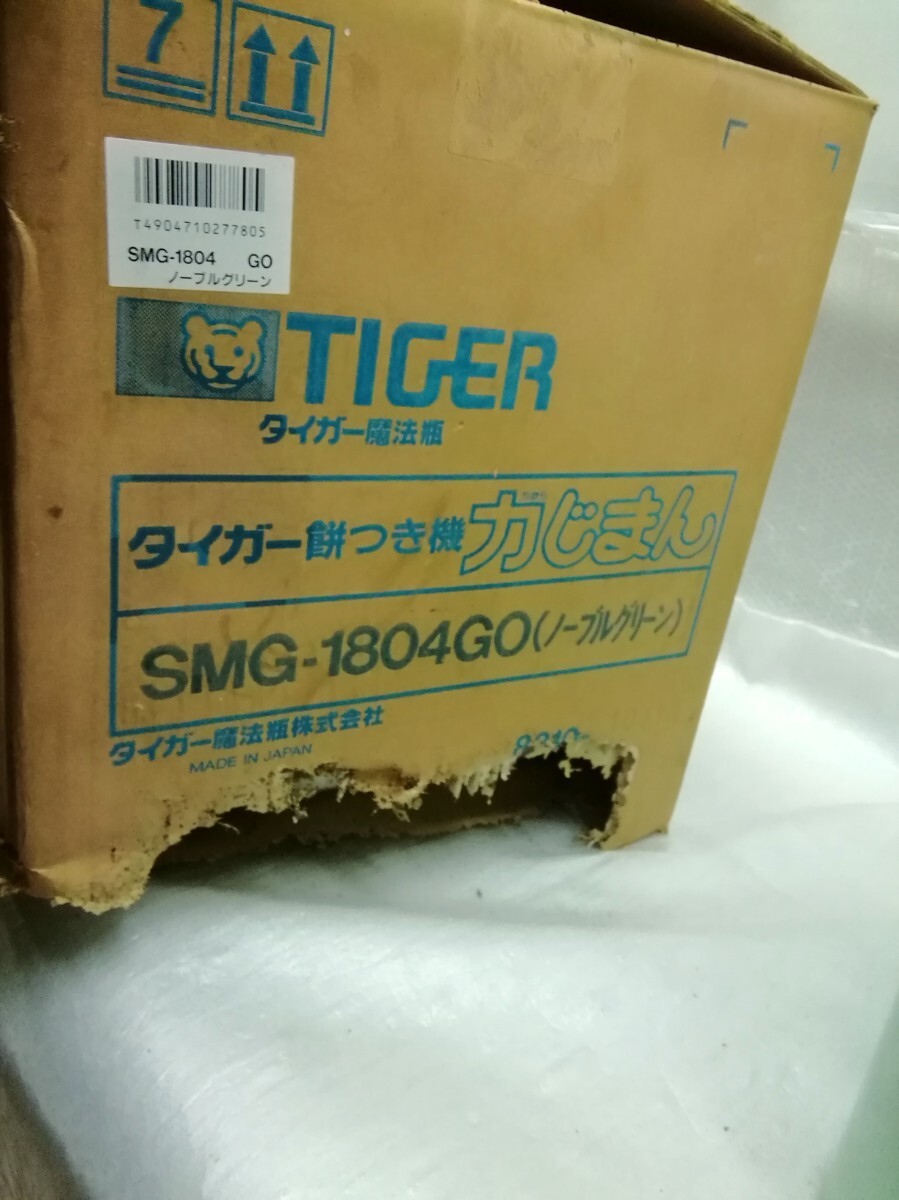 7
T4904710277805
SMG-1804 GO
ノーブルグリーン
TIGER
タイガー魔法瓶
タイガー餅つき機 力じまん
SMG-1804GO(ノーブルグリーン)
タイガー魔法瓶株式会社
MADE IN JAPAN